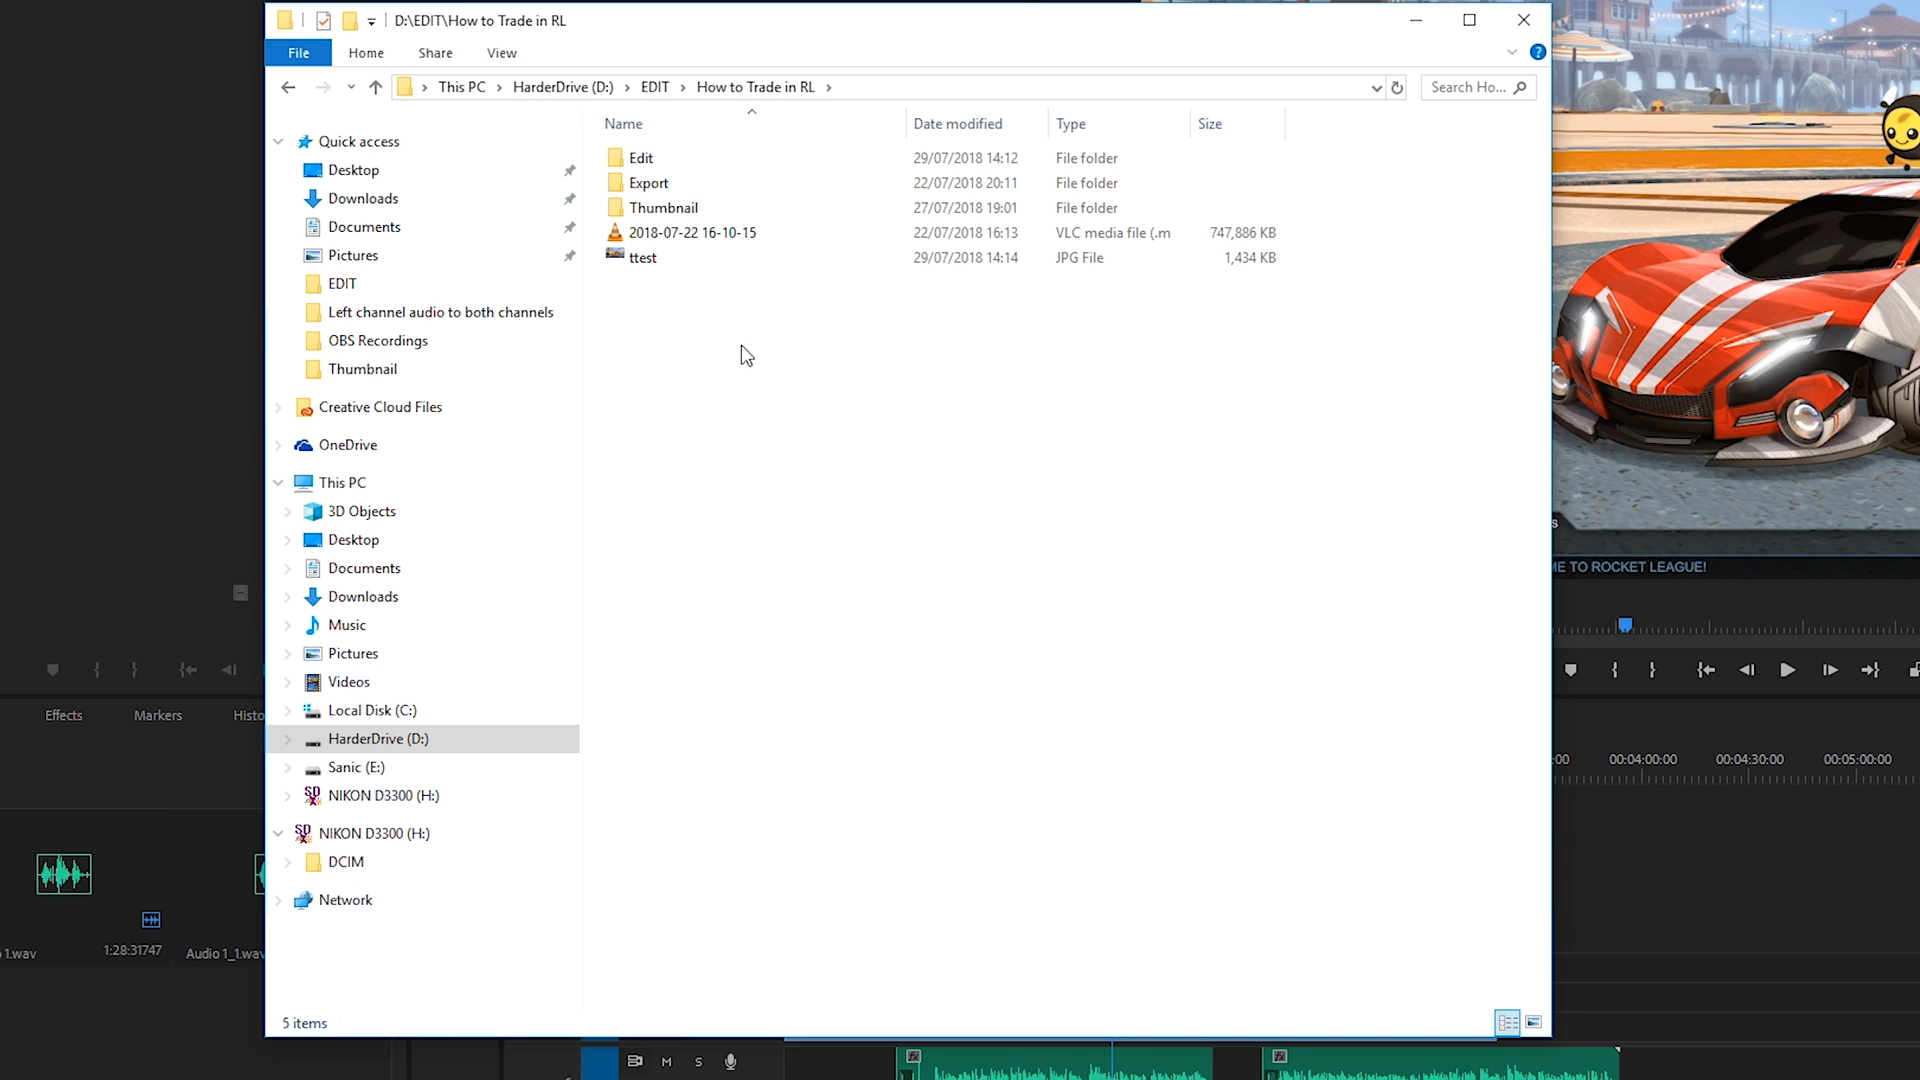 D:\EDIT\How to Trade in RL
File Home Share View
This PC HarderDrive (D:) EDIT How to Trade in RL
Search Ho...
Name Date modified Type Size
Quick access
Desktop
Downloads
Documents
Pictures
EDIT
Left channel audio to both channels
OBS Recordings
Thumbnail
Creative Cloud Files
OneDrive
This PC
3D Objects
Desktop
Documents
Downloads
Music
Pictures
Videos
Local Disk (C:)
HarderDrive (D:)
Sanic (E:)
NIKON D3300 (H:)
NIKON D3300 (H:)
DCIM
Network
Edit 29/07/2018 14:12 File folder
Export 22/07/2018 20:11 File folder
Thumbnail 27/07/2018 19:01 File folder
2018-07-22 16-10-15 22/07/2018 16:13 VLC media file (.m 747,886 KB
ttest 29/07/2018 14:14 JPG File 1,434 KB
5 items
ME TO ROCKET LEAGUE!
Effects Markers Histo
:00 00:04:00:00 00:04:30:00 00:05:00:00
1.wav 1:28:31747 Audio 1_1.wav
M S
fx fx